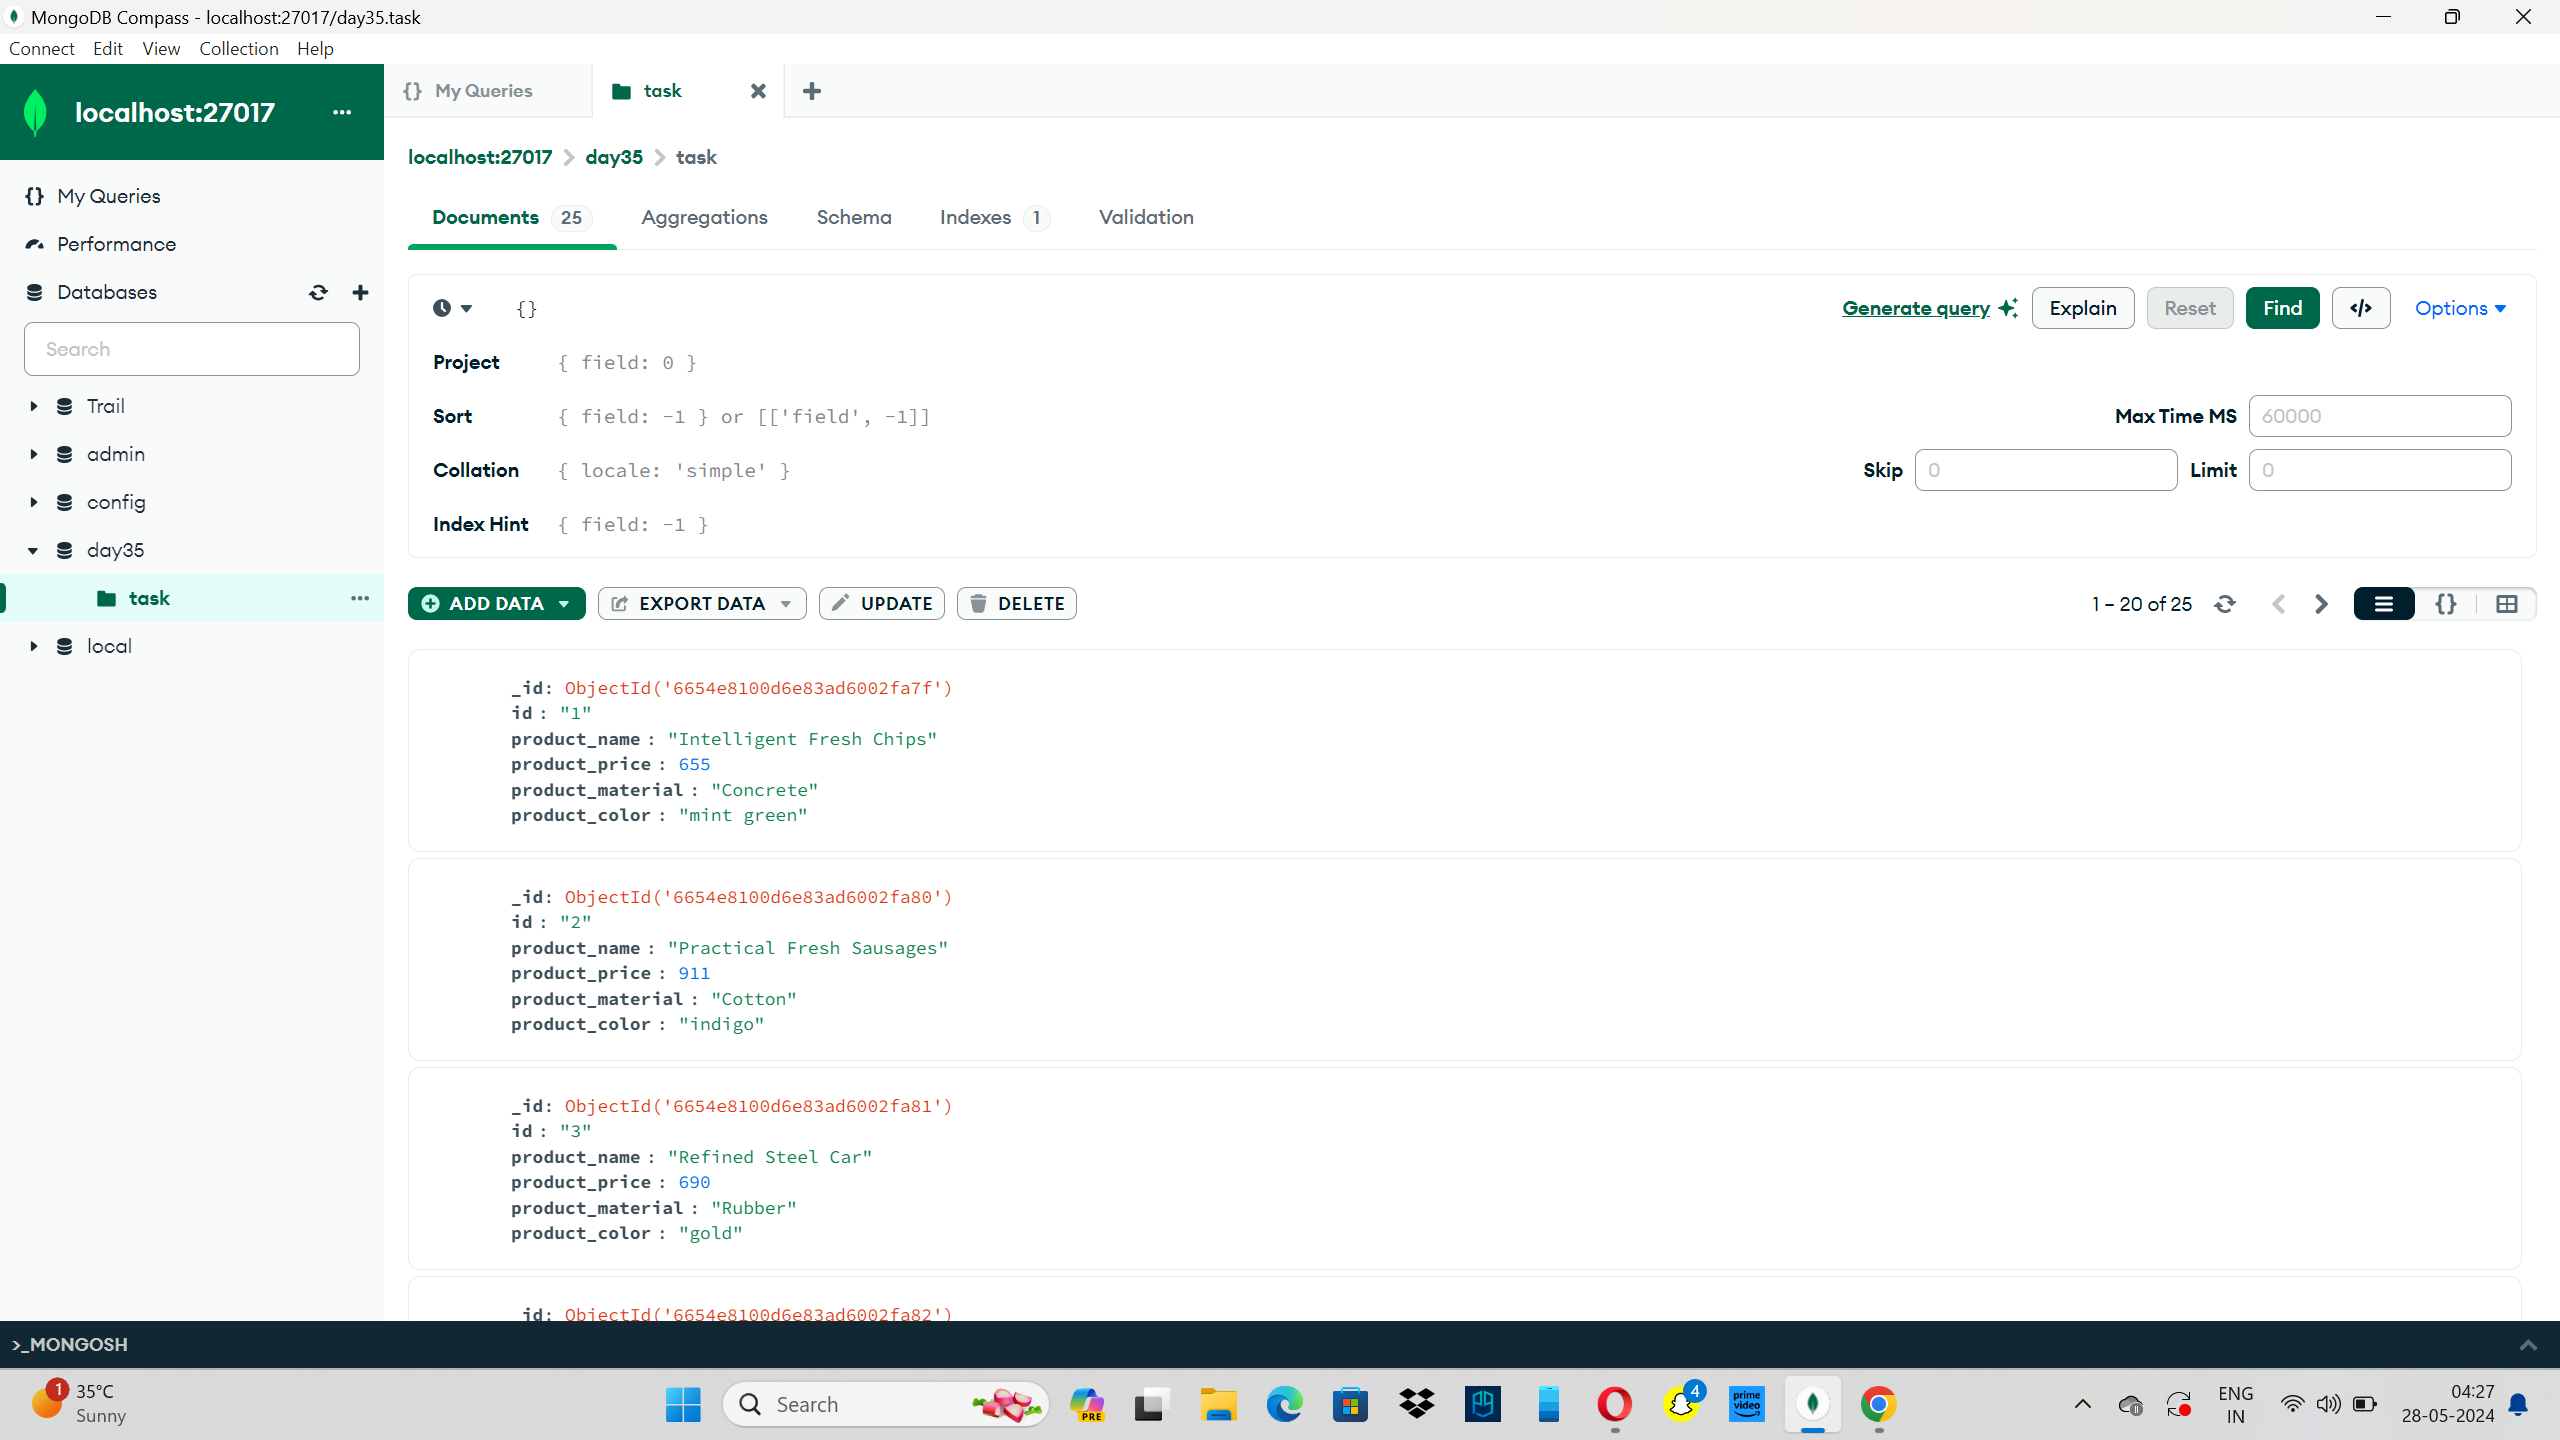 MongoDB Compass - localhost:27017/day35.task
Connect Edit View Collection Help
localhost:27017 ...
{} My Queries
task
localhost:27017 > day35 > task
{} My Queries
Performance
Databases
Search
Trail
admin
config
day35
task ...
local
Documents 25 Aggregations Schema Indexes 1 Validation
{} Generate query Explain Reset Find </> Options
Project { field: 0 }
Sort { field: -1 } or [['field', -1]] Max Time MS 60000
Collation { locale: 'simple' } Skip 0 Limit 0
Index Hint { field: -1 }
ADD DATA EXPORT DATA UPDATE DELETE 1 – 20 of 25 {}
_id: ObjectId('6654e8100d6e83ad6002fa7f')
id : "1"
product_name : "Intelligent Fresh Chips"
product_price : 655
product_material : "Concrete"
product_color : "mint green"
_id: ObjectId('6654e8100d6e83ad6002fa80')
id : "2"
product_name : "Practical Fresh Sausages"
product_price : 911
product_material : "Cotton"
product_color : "indigo"
_id: ObjectId('6654e8100d6e83ad6002fa81')
id : "3"
product_name : "Refined Steel Car"
product_price : 690
product_material : "Rubber"
product_color : "gold"
_id: ObjectId('6654e8100d6e83ad6002fa82')
>_MONGOSH
1
35°C
Sunny
Search
PRE
4
prime video
ENG
IN
04:27
28-05-2024